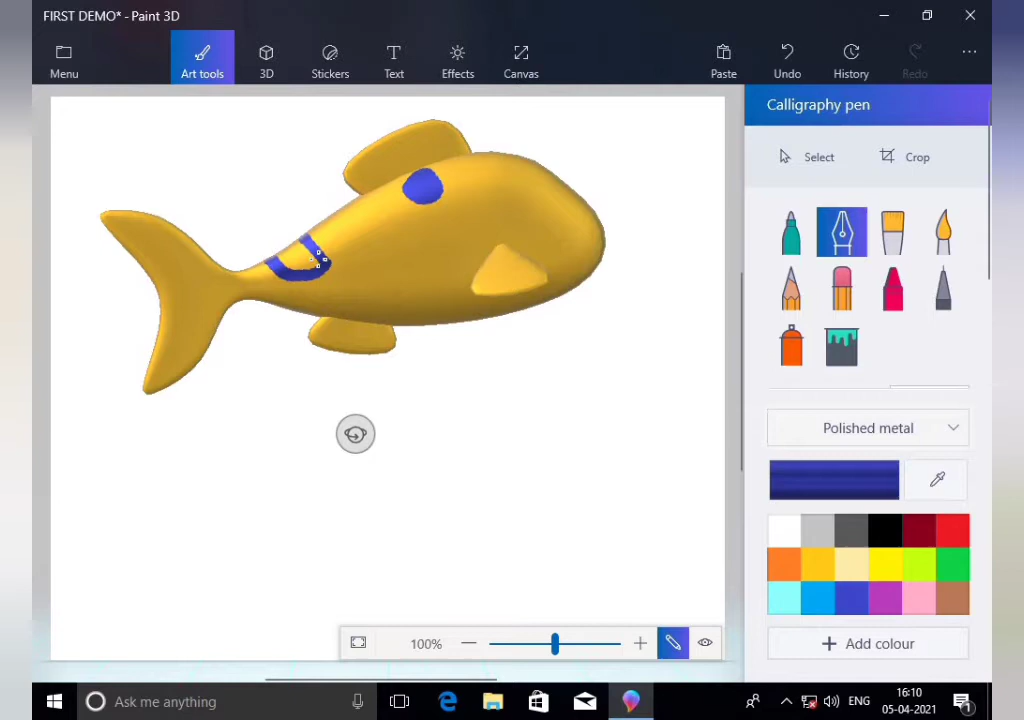 FIRST DEMO* - Paint 3D
Menu
Art tools
3D
Stickers
Text
Effects
Canvas
Paste
Undo
History
Redo
Calligraphy pen
Select
Crop
Polished metal
Add colour
100%
Ask me anything
ENG
16:10
05-04-2021
1